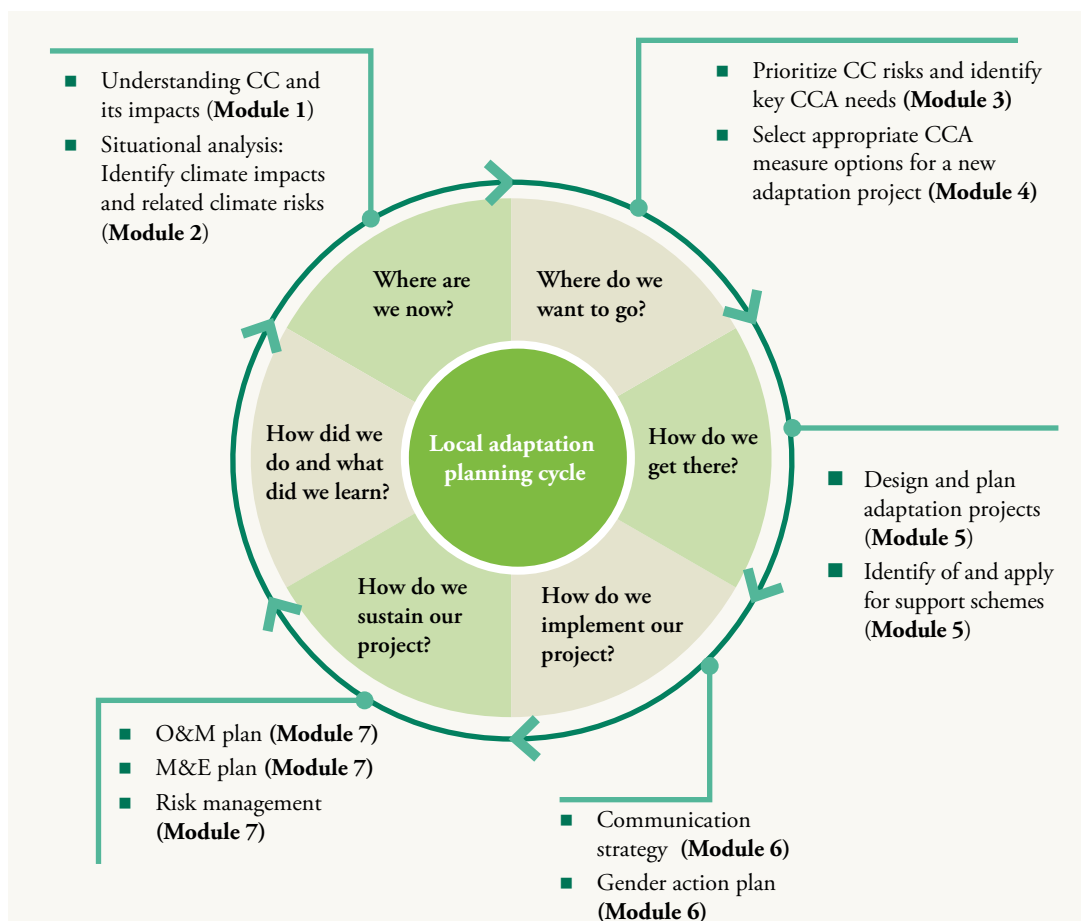 Understanding CC and
its impacts (Module 1)
Situational analysis:
Identify climate impacts
and related climate risks
(Module 2)
Prioritize CC risks and identify
key CCA needs (Module 3)
Select appropriate CCA
measure options for a new
adaptation project (Module 4)
Where are
we now?
Where do we
want to go?
How did we
do and what
did we learn?
Local adaptation
planning cycle
How do we
get there?
Design and plan
adaptation projects
(Module 5)
Identify of and apply
for support schemes
(Module 5)
How do we
sustain our
project?
How do we
implement our
project?
O&M plan (Module 7)
M&E plan (Module 7)
Risk management
(Module 7)
Communication
strategy (Module 6)
Gender action plan
(Module 6)